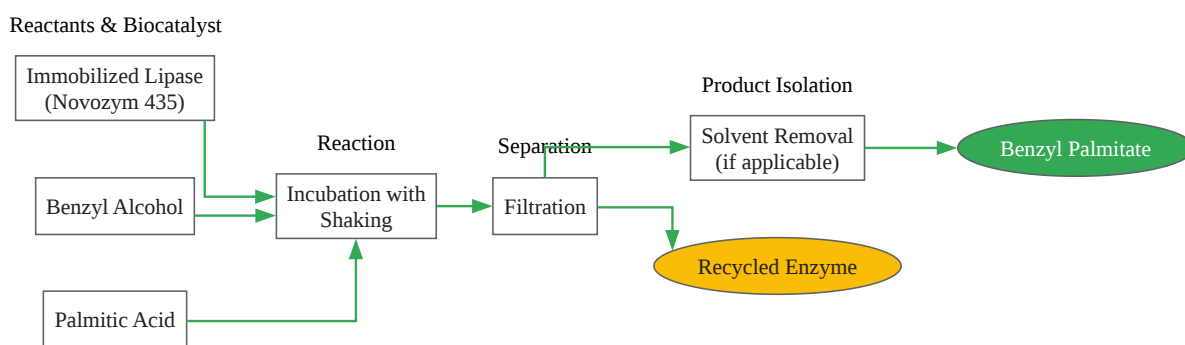 Reactants & Biocatalyst
Immobilized Lipase
(Novozym 435)
Benzyl Alcohol
Palmitic Acid
Reaction
Incubation with
Shaking
Separation
Filtration
Product Isolation
Solvent Removal
(if applicable)
Benzyl Palmitate
Recycled Enzyme